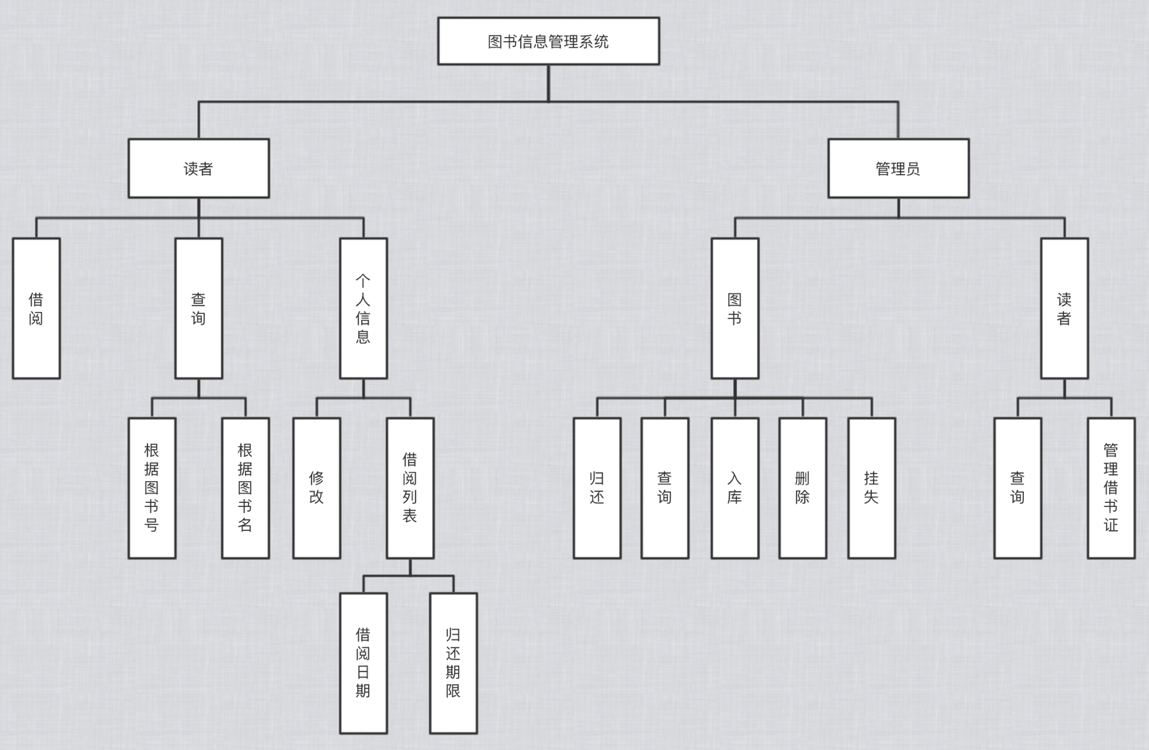 图书信息管理系统
读者
管理员
借阅
查询
个人信息
图书
读者
根据图书号
根据图书名
修改
借阅列表
归还
查询
入库
删除
挂失
查询
管理借书证
借阅日期
归还期限